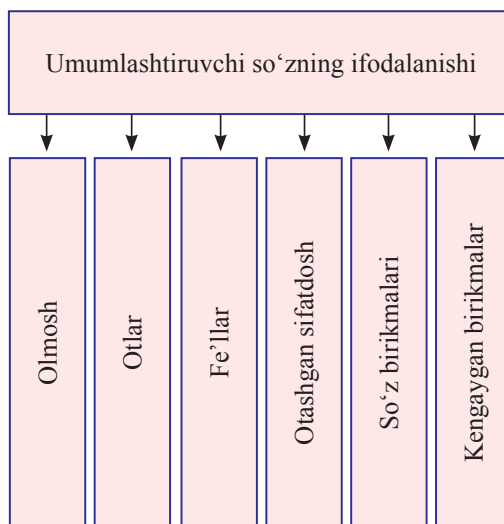 Umumlashtiruvchi so‘zning ifodalanishi
Olmosh
Otlar
Fe’llar
Otashgan sifatdosh
So‘z birikmalari
Kengaygan birikmalar